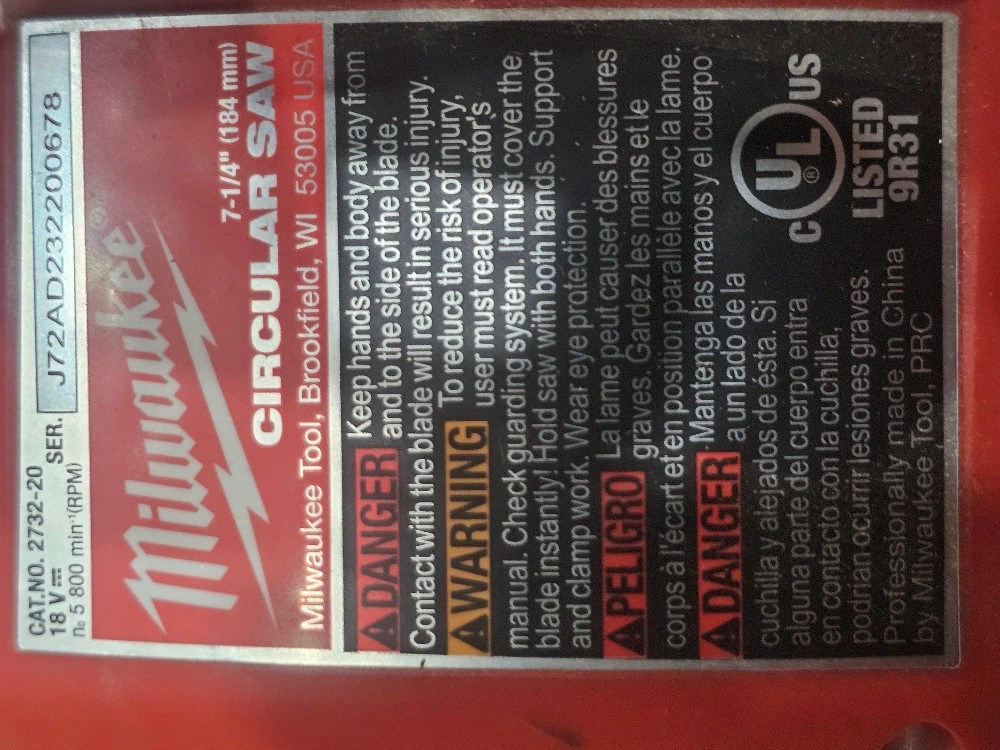 CAT.NO. 2732-20
18 V⎓ SER. J72AD232200678
n₀ 5 800 min⁻¹(RPM)
Milwaukee®
7-1/4" (184 mm)
CIRCULAR SAW
Milwaukee Tool, Brookfield, WI 53005 USA
DANGER Keep hands and body away from
and to the side of the blade.
Contact with the blade will result in serious injury.
WARNING To reduce the risk of injury,
user must read operator's
manual. Check guarding system. It must cover the
blade instantly! Hold saw with both hands. Support
and clamp work. Wear eye protection.
PELIGRO La lame peut causer des blessures
graves. Gardez les mains et le
corps à l'écart et en position parallèle avec la lame.
DANGER Mantenga las manos y el cuerpo
a un lado de la
cuchilla y alejados de ésta. Si
alguna parte del cuerpo entra
en contacto con la cuchilla,
podrían ocurrir lesiones graves.
Professionally made in China
by Milwaukee Tool, PRC
C UL® US
LISTED
9R31